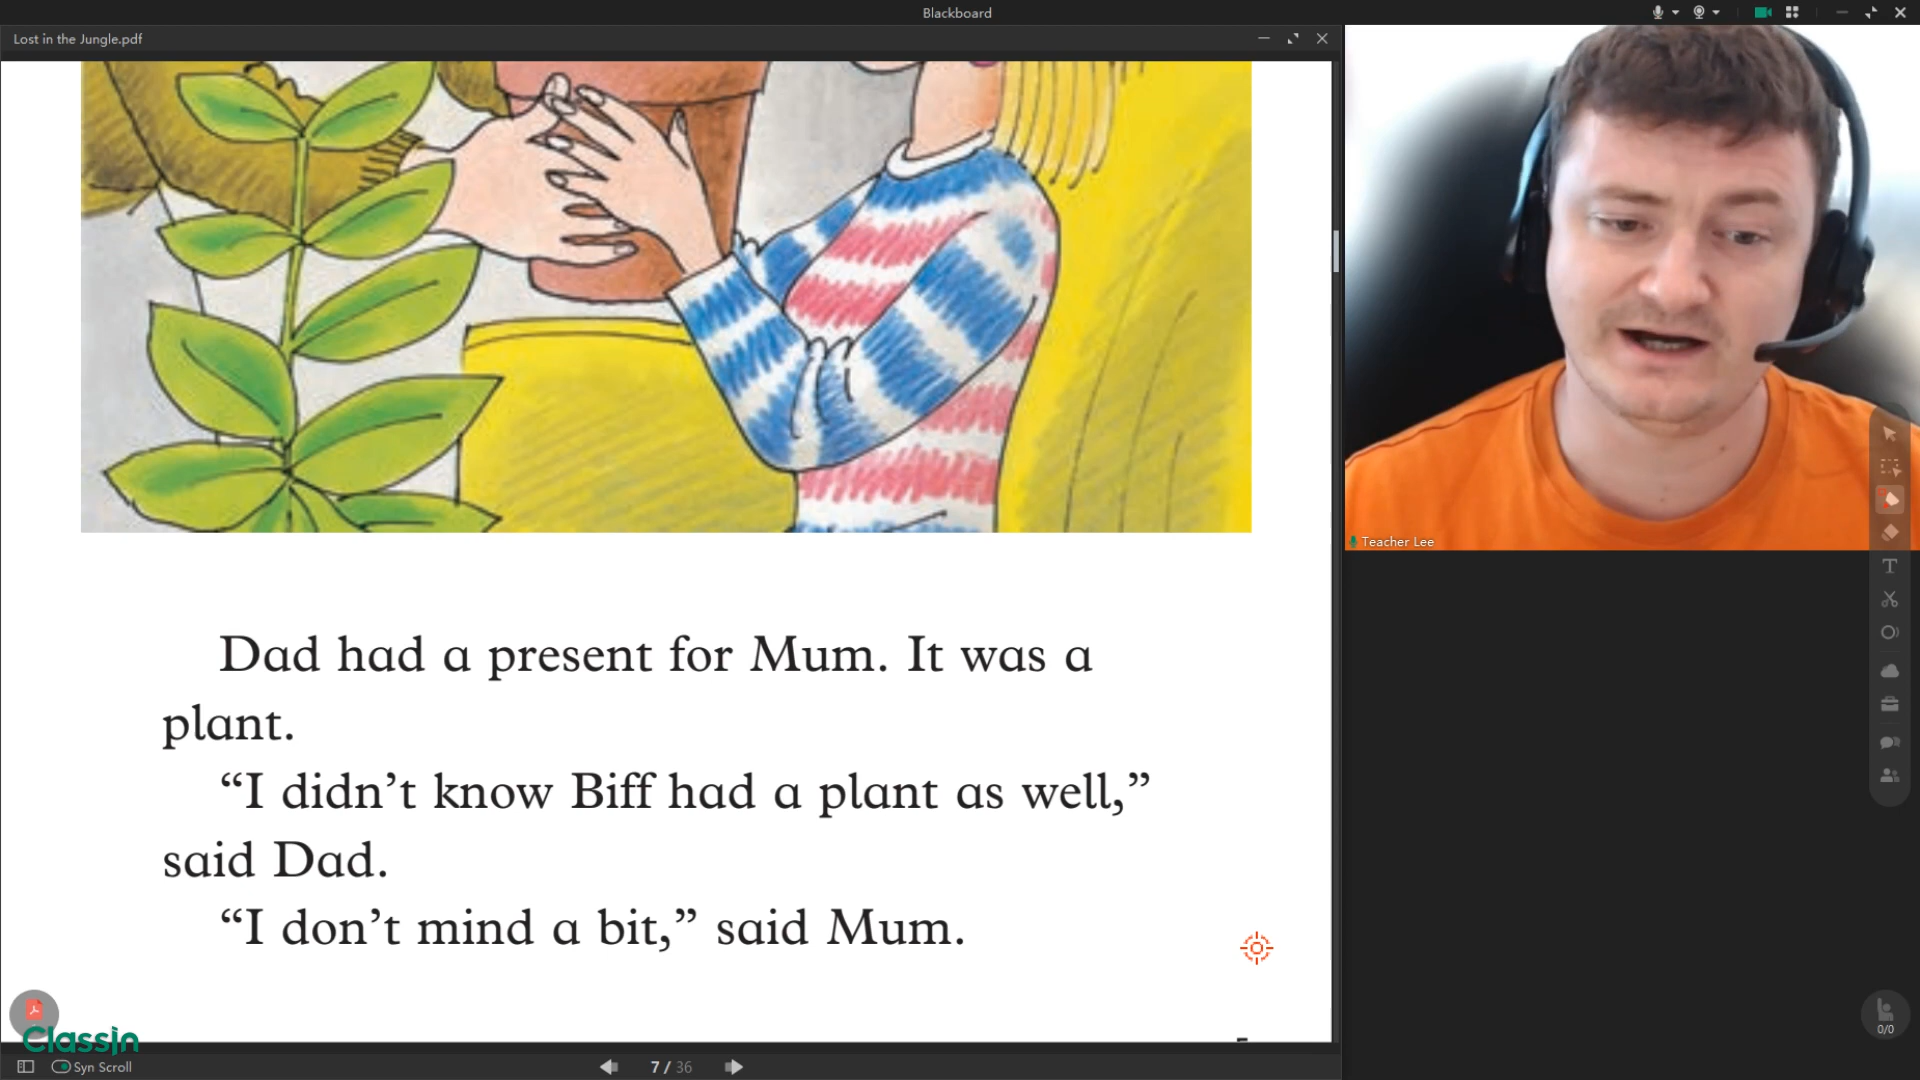 Blackboard
Lost in the Jungle.pdf
Dad had a present for Mum. It was a
plant.
“I didn’t know Biff had a plant as well,”
said Dad.
“I don’t mind a bit,” said Mum.
Teacher Lee
T
0/0
ClassIn
Syn Scroll
7 / 36